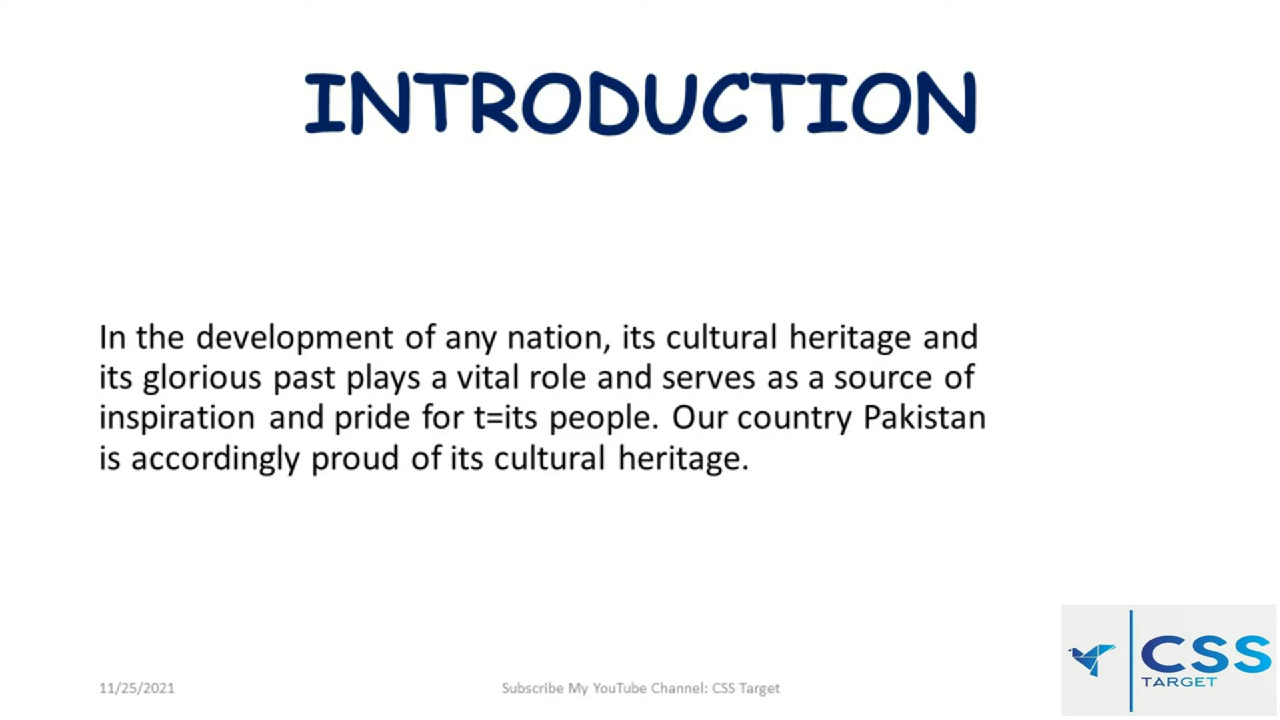 INTRODUCTION
In the development of any nation, its cultural heritage and
its glorious past plays a vital role and serves as a source of
inspiration and pride for t=its people. Our country Pakistan
is accordingly proud of its cultural heritage.
11/25/2021
Subscribe My YouTube Channel: CSS Target
CSS
TARGET